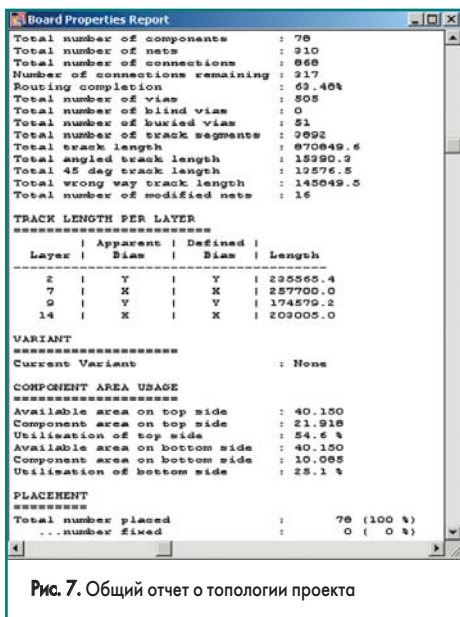 Board Properties Report
Total number of components : 78
Total number of nets : 310
Total number of connections : 868
Number of connections remaining : 317
Routing completion : 63.48%
Total number of vias : 505
Total number of blind vias : 0
Total number of buried vias : 51
Total number of track segments : 3892
Total track length : 870849.6
Total angled track length : 15390.3
Total 45 deg track length : 13576.5
Total wrong way track length : 145849.5
Total number of modified nets : 16
TRACK LENGTH PER LAYER
=========================
| Apparent | Defined |
Layer | Bias | Bias | Length
-----------------------------------
2 | Y | Y | 235565.4
7 | X | X | 257700.0
9 | Y | Y | 174579.2
14 | X | X | 203005.0
VARIANT
=====================
Current Variant : None
COMPONENT AREA USAGE
=====================
Available area on top side : 40.150
Component area on top side : 21.918
Utilisation of top side : 54.6 %
Available area on bottom side : 40.150
Component area on bottom side : 10.085
Utilisation of bottom side : 25.1 %
PLACEMENT
=========
Total number placed : 78 (100 %)
...number fixed : 0 ( 0 %)
Рис. 7. Общий отчет о топологии проекта